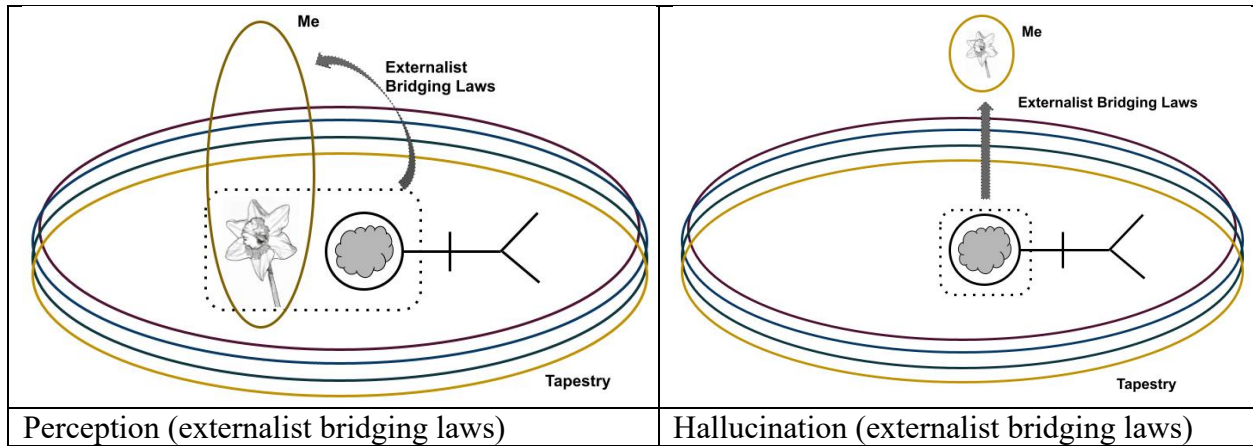 Me
Externalist
Bridging Laws
Tapestry
Perception (externalist bridging laws)
Me
Externalist Bridging Laws
Tapestry
Hallucination (externalist bridging laws)